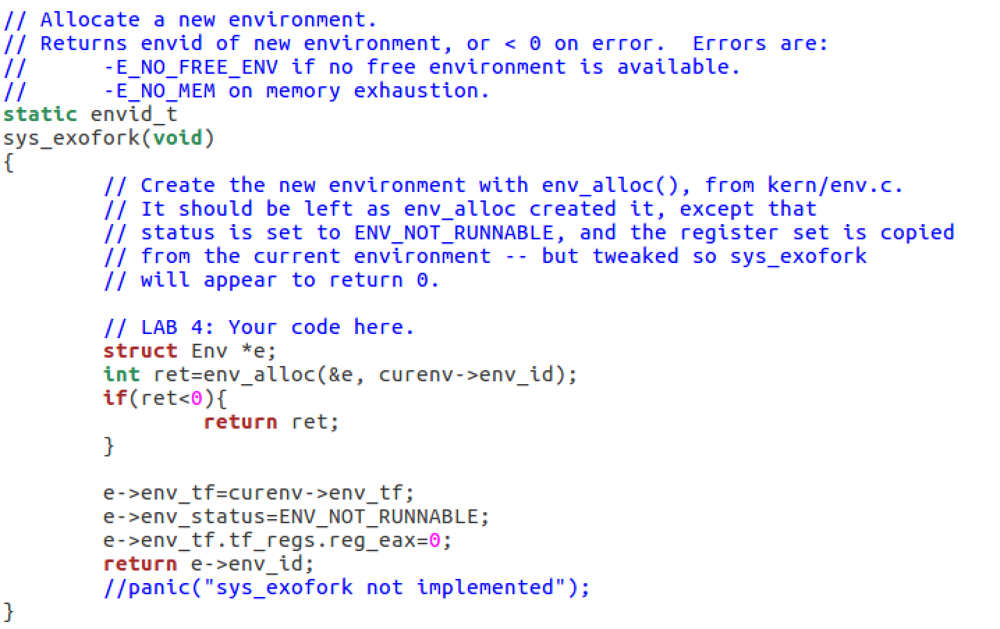 // Allocate a new environment.
// Returns envid of new environment, or < 0 on error.  Errors are:
//      -E_NO_FREE_ENV if no free environment is available.
//      -E_NO_MEM on memory exhaustion.
static envid_t
sys_exofork(void)
{
        // Create the new environment with env_alloc(), from kern/env.c.
        // It should be left as env_alloc created it, except that
        // status is set to ENV_NOT_RUNNABLE, and the register set is copied
        // from the current environment -- but tweaked so sys_exofork
        // will appear to return 0.

        // LAB 4: Your code here.
        struct Env *e;
        int ret=env_alloc(&e, curenv->env_id);
        if(ret<0){
                return ret;
        }

        e->env_tf=curenv->env_tf;
        e->env_status=ENV_NOT_RUNNABLE;
        e->env_tf.tf_regs.reg_eax=0;
        return e->env_id;
        //panic("sys_exofork not implemented");
}